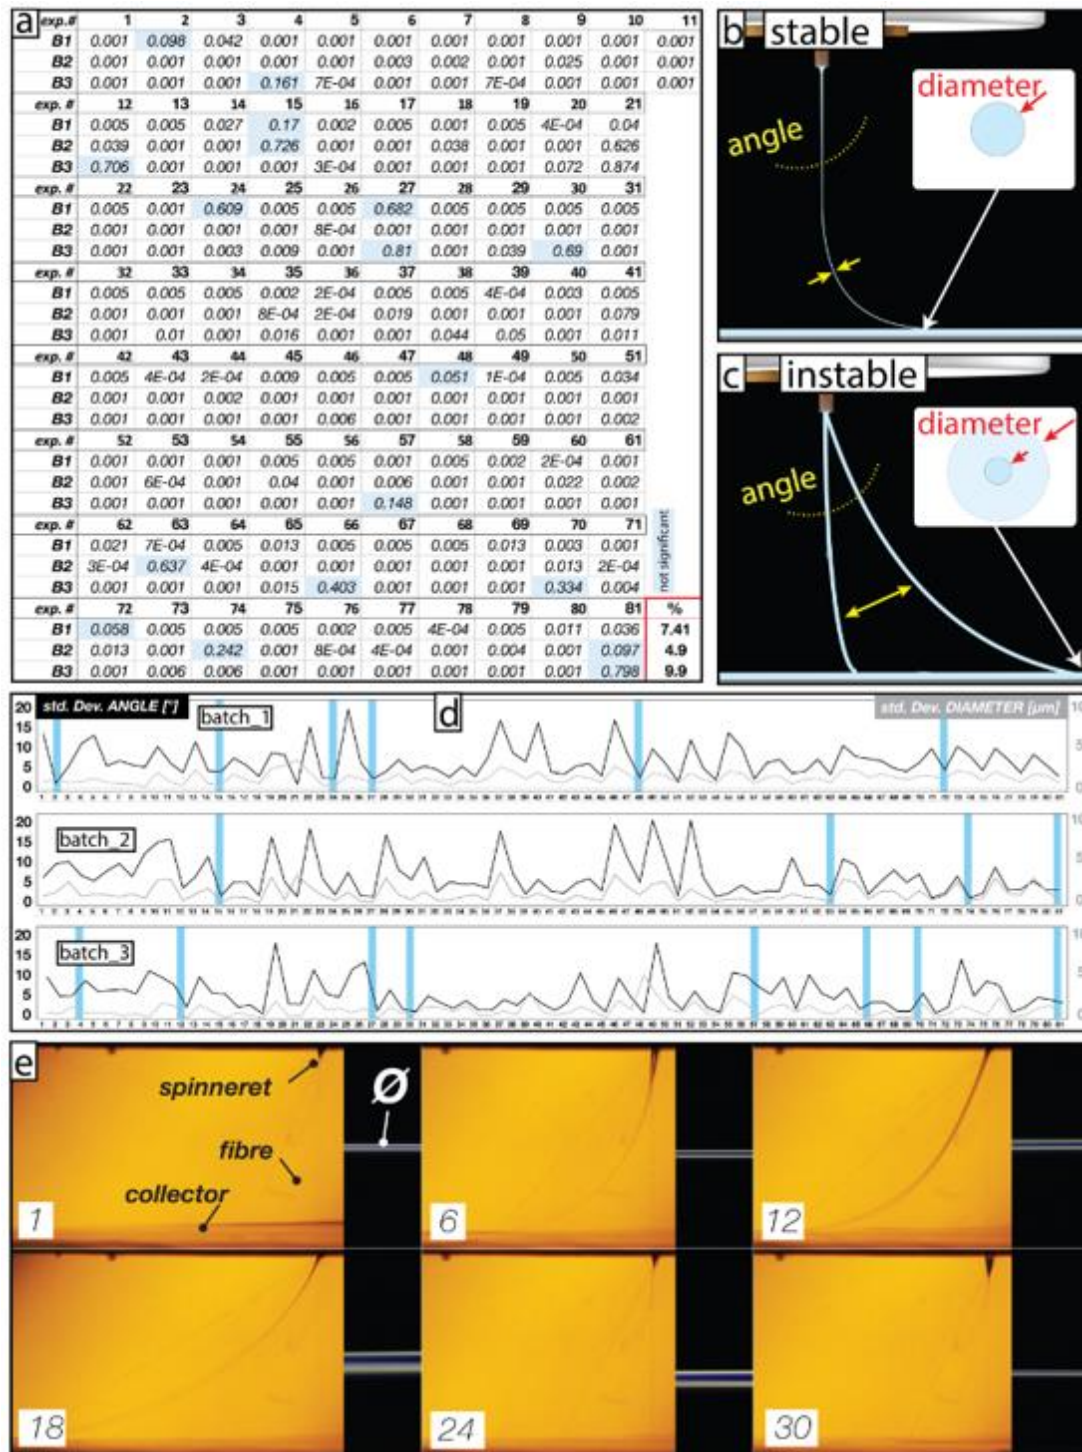 a
exp.# 1 2 3 4 5 6 7 8 9 10 11
B1 0.001 0.098 0.042 0.001 0.001 0.001 0.001 0.001 0.001 0.001 0.001
B2 0.001 0.001 0.001 0.001 0.001 0.003 0.002 0.001 0.025 0.001 0.001
B3 0.001 0.001 0.001 0.161 7E-04 0.001 0.001 7E-04 0.001 0.001 0.001
exp. # 12 13 14 15 16 17 18 19 20 21
B1 0.005 0.005 0.027 0.17 0.002 0.005 0.001 0.005 4E-04 0.04
B2 0.039 0.001 0.001 0.726 0.001 0.001 0.038 0.001 0.001 0.626
B3 0.706 0.001 0.001 0.001 3E-04 0.001 0.001 0.001 0.072 0.874
exp. # 22 23 24 25 26 27 28 29 30 31
B1 0.005 0.001 0.609 0.005 0.005 0.682 0.005 0.005 0.005 0.005
B2 0.001 0.001 0.001 0.001 8E-04 0.001 0.001 0.001 0.001 0.001
B3 0.001 0.001 0.003 0.009 0.001 0.81 0.001 0.039 0.69 0.001
exp. # 32 33 34 35 36 37 38 39 40 41
B1 0.005 0.005 0.005 0.002 2E-04 0.005 0.005 4E-04 0.003 0.005
B2 0.001 0.001 0.001 8E-04 2E-04 0.019 0.001 0.001 0.001 0.079
B3 0.001 0.01 0.001 0.016 0.001 0.001 0.044 0.05 0.001 0.011
exp. # 42 43 44 45 46 47 48 49 50 51
B1 0.005 4E-04 2E-04 0.009 0.005 0.005 0.051 1E-04 0.005 0.034
B2 0.001 0.001 0.002 0.001 0.001 0.001 0.001 0.001 0.001 0.001
B3 0.001 0.001 0.001 0.001 0.006 0.001 0.001 0.001 0.001 0.002
exp. # 52 53 54 55 56 57 58 59 60 61
B1 0.001 0.001 0.001 0.005 0.005 0.001 0.005 0.002 2E-04 0.001
B2 0.001 6E-04 0.001 0.04 0.001 0.006 0.001 0.001 0.022 0.002
B3 0.001 0.001 0.001 0.001 0.001 0.148 0.001 0.001 0.001 0.001
exp. # 62 63 64 65 66 67 68 69 70 71
B1 0.021 7E-04 0.005 0.013 0.005 0.005 0.005 0.013 0.003 0.001
B2 3E-04 0.637 4E-04 0.001 0.001 0.001 0.001 0.001 0.013 2E-04
B3 0.001 0.001 0.001 0.015 0.403 0.001 0.001 0.001 0.334 0.004
not significant
exp. # 72 73 74 75 76 77 78 79 80 81 %
B1 0.058 0.005 0.005 0.005 0.002 0.005 4E-04 0.005 0.011 0.036 7.41
B2 0.013 0.001 0.242 0.001 8E-04 4E-04 0.001 0.004 0.001 0.097 4.9
B3 0.001 0.006 0.006 0.001 0.001 0.001 0.001 0.001 0.001 0.798 9.9
b stable
diameter
angle
c instable
diameter
angle
std. Dev. ANGLE [°]
batch_1
d
std. Dev. DIAMETER [µm]
20
15
10
5
0
batch_2
20
15
10
5
0
batch_3
20
15
10
5
0
e
spinneret
Ø
fibre
collector
1
6
12
18
24
30